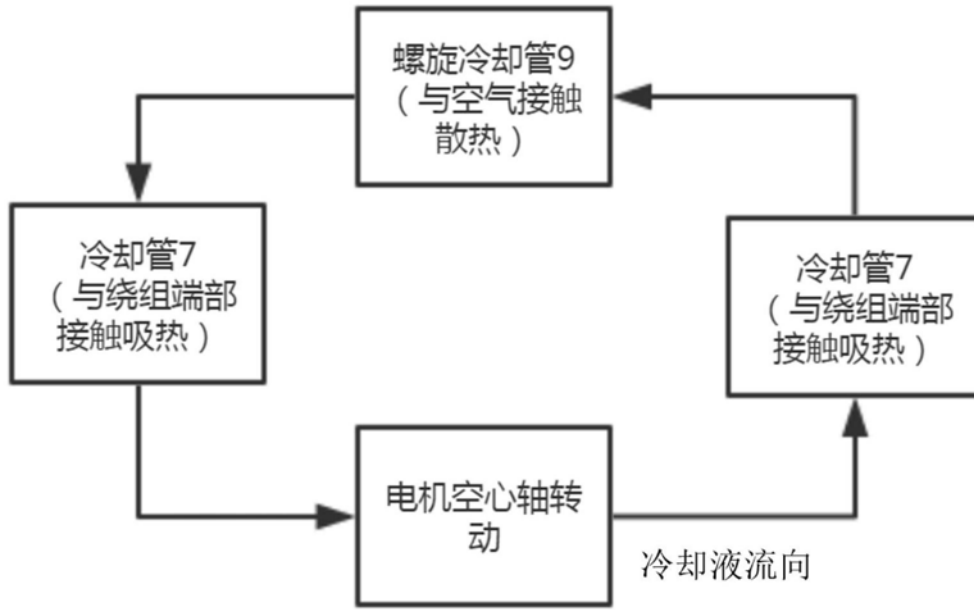 螺旋冷却管9
（与空气接触
散热）
冷却管7
（与绕组端部
接触吸热）
冷却管7
（与绕组端部
接触吸热）
电机空心轴转
动
冷却液流向